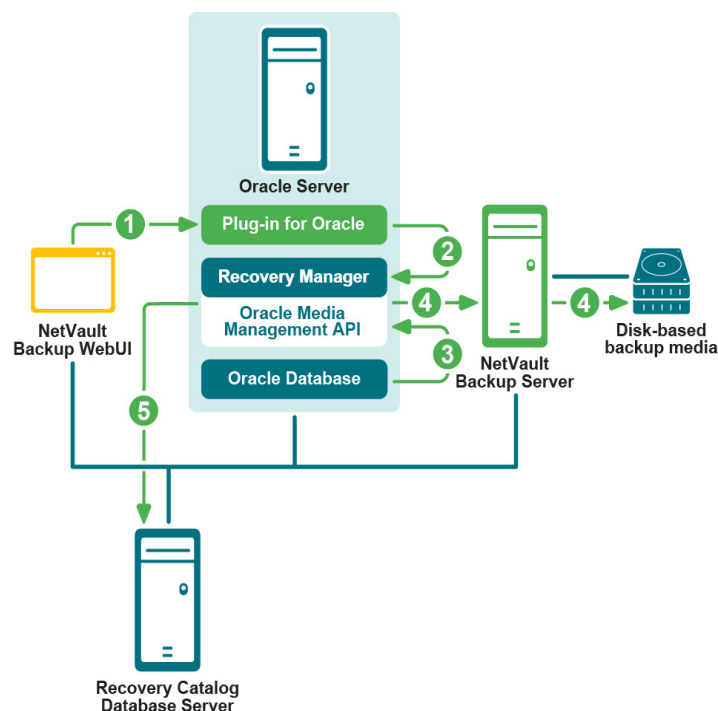 Oracle Server
1
Plug-in for Oracle
2
Recovery Manager
4
4
Oracle Media
Management API
NetVault
Backup WebUI
3
Disk-based
backup media
NetVault
Backup Server
Oracle Database
5
Recovery Catalog
Database Server